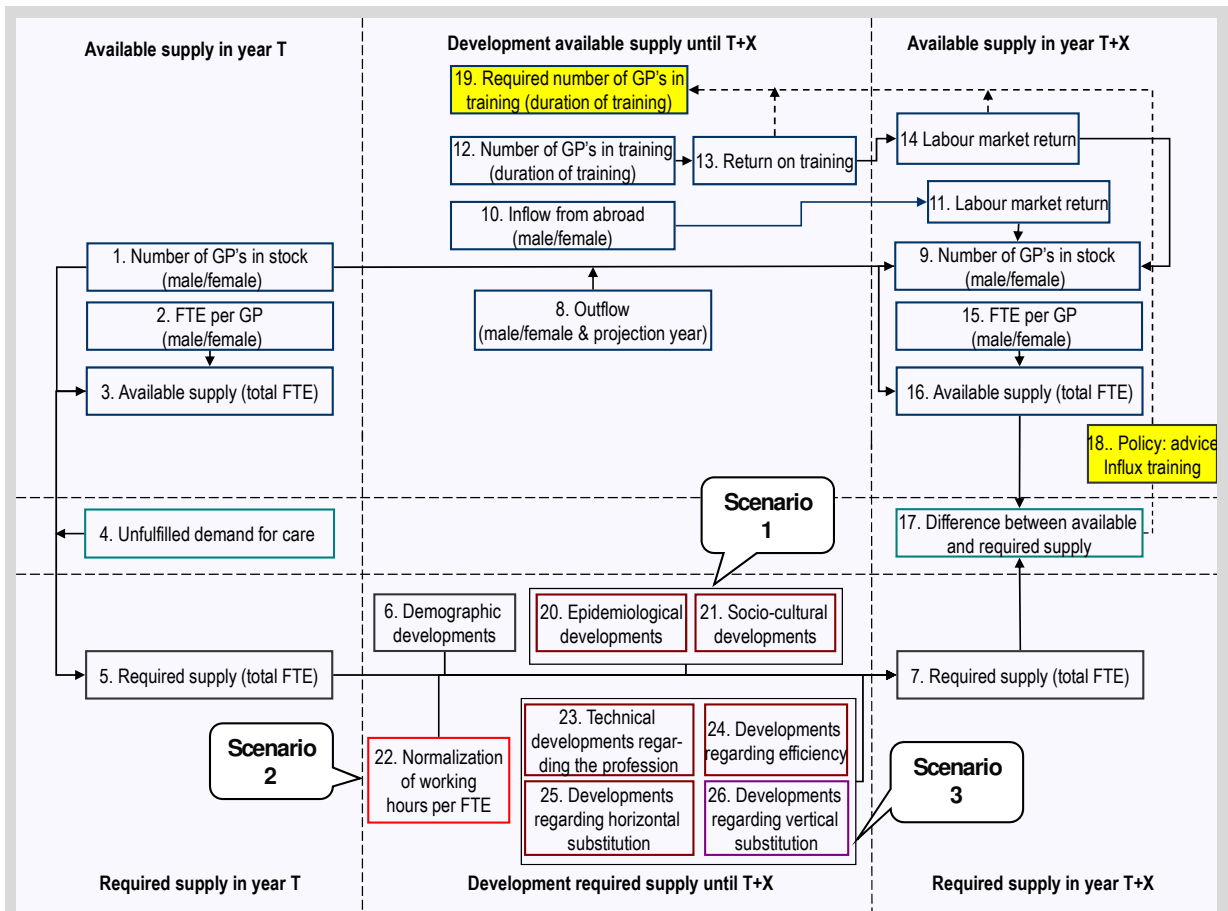 Available supply in year T
Development available supply until T+X
Available supply in year T+X
19. Required number of GP's in
training (duration of training)
12. Number of GP's in training
(duration of training)
13. Return on training
14 Labour market return
10. Inflow from abroad
(male/female)
11. Labour market return
1. Number of GP's in stock
(male/female)
9. Number of GP's in stock
(male/female)
2. FTE per GP
(male/female)
8. Outflow
(male/female & projection year)
15. FTE per GP
(male/female)
3. Available supply (total FTE)
16. Available supply (total FTE)
18.. Policy: advice
Influx training
Scenario
1
4. Unfulfilled demand for care
17. Difference between available
and required supply
6. Demographic
developments
20. Epidemiological
developments
21. Socio-cultural
developments
5. Required supply (total FTE)
7. Required supply (total FTE)
Scenario
2
22. Normalization
of working
hours per FTE
23. Technical
developments regar-
ding the profession
24. Developments
regarding efficiency
25. Developments
regarding horizontal
substitution
26. Developments
regarding vertical
substitution
Scenario
3
Required supply in year T
Development required supply until T+X
Required supply in year T+X